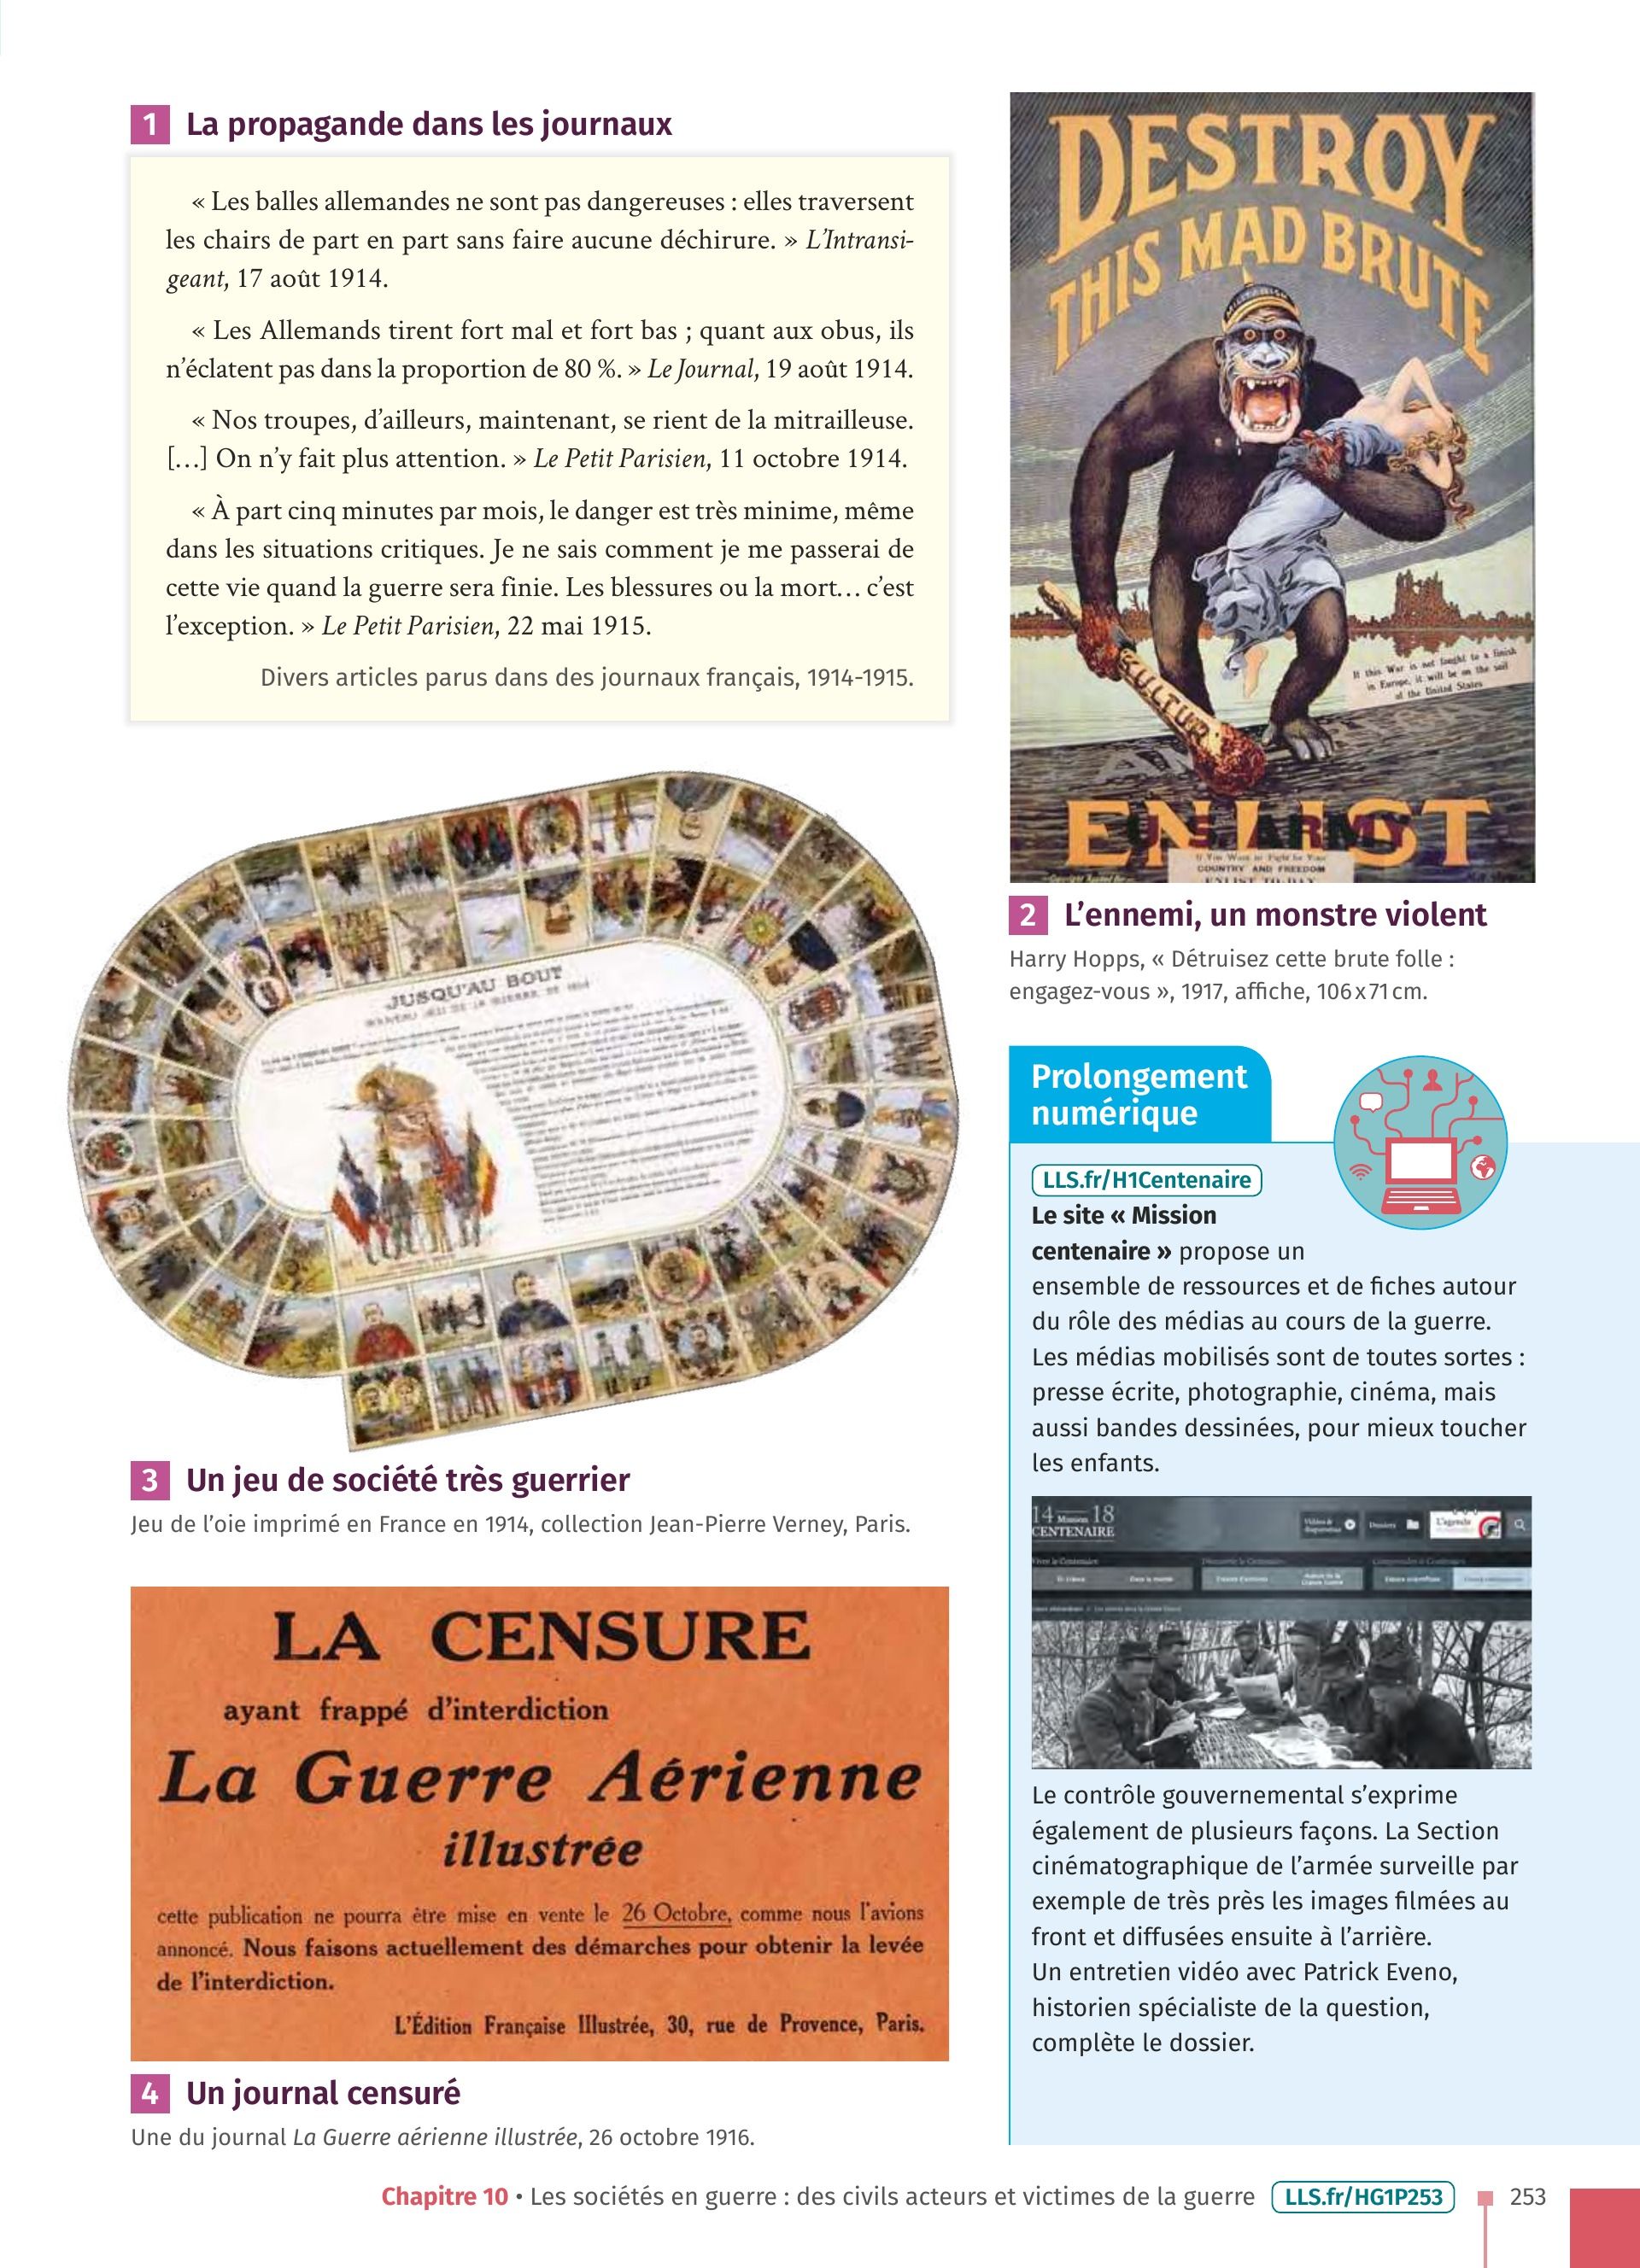 1 La propagande dans les journaux
« Les balles allemandes ne sont pas dangereuses : elles traversent
les chairs de part en part sans faire aucune déchirure. » L’Intransi-
geant, 17 août 1914.
« Les Allemands tirent fort mal et fort bas ; quant aux obus, ils
n’éclatent pas dans la proportion de 80 %. » Le Journal, 19 août 1914.
« Nos troupes, d’ailleurs, maintenant, se rient de la mitrailleuse.
[…] On n’y fait plus attention. » Le Petit Parisien, 11 octobre 1914.
« À part cinq minutes par mois, le danger est très minime, même
dans les situations critiques. Je ne sais comment je me passerai de
cette vie quand la guerre sera finie. Les blessures ou la mort… c’est
l’exception. » Le Petit Parisien, 22 mai 1915.
Divers articles parus dans des journaux français, 1914-1915.
JUSQU'AU BOUT
3 Un jeu de société très guerrier
Jeu de l’oie imprimé en France en 1914, collection Jean-Pierre Verney, Paris.
LA CENSURE
ayant frappé d'interdiction
La Guerre Aérienne
illustrée
cette publication ne pourra être mise en vente le 26 Octobre, comme nous l'avions
annoncé. Nous faisons actuellement des démarches pour obtenir la levée
de l'interdiction.
L'Édition Française Illustrée, 30, rue de Provence, Paris.
4 Un journal censuré
Une du journal La Guerre aérienne illustrée, 26 octobre 1916.
DESTROY
THIS MAD BRUTE
MILITARISM
KULTUR
If this War is not fought to a finish
in Europe, it will be on the soil
of the United States
AMERICA
ENLIST
U.S. ARMY
If You Want to Fight for Your
COUNTRY AND FREEDOM
ENLIST TO-DAY
2 L’ennemi, un monstre violent
Harry Hopps, « Détruisez cette brute folle :
engagez-vous », 1917, affiche, 106 x 71 cm.
Prolongement
numérique
LLS.fr/H1Centenaire
Le site « Mission
centenaire » propose un
ensemble de ressources et de fiches autour
du rôle des médias au cours de la guerre.
Les médias mobilisés sont de toutes sortes :
presse écrite, photographie, cinéma, mais
aussi bandes dessinées, pour mieux toucher
les enfants.
14 Mission 18
CENTENAIRE
Dossiers
L'agenda
Le contrôle gouvernemental s’exprime
également de plusieurs façons. La Section
cinématographique de l’armée surveille par
exemple de très près les images filmées au
front et diffusées ensuite à l’arrière.
Un entretien vidéo avec Patrick Eveno,
historien spécialiste de la question,
complète le dossier.
Chapitre 10 • Les sociétés en guerre : des civils acteurs et victimes de la guerre LLS.fr/HG1P253 253